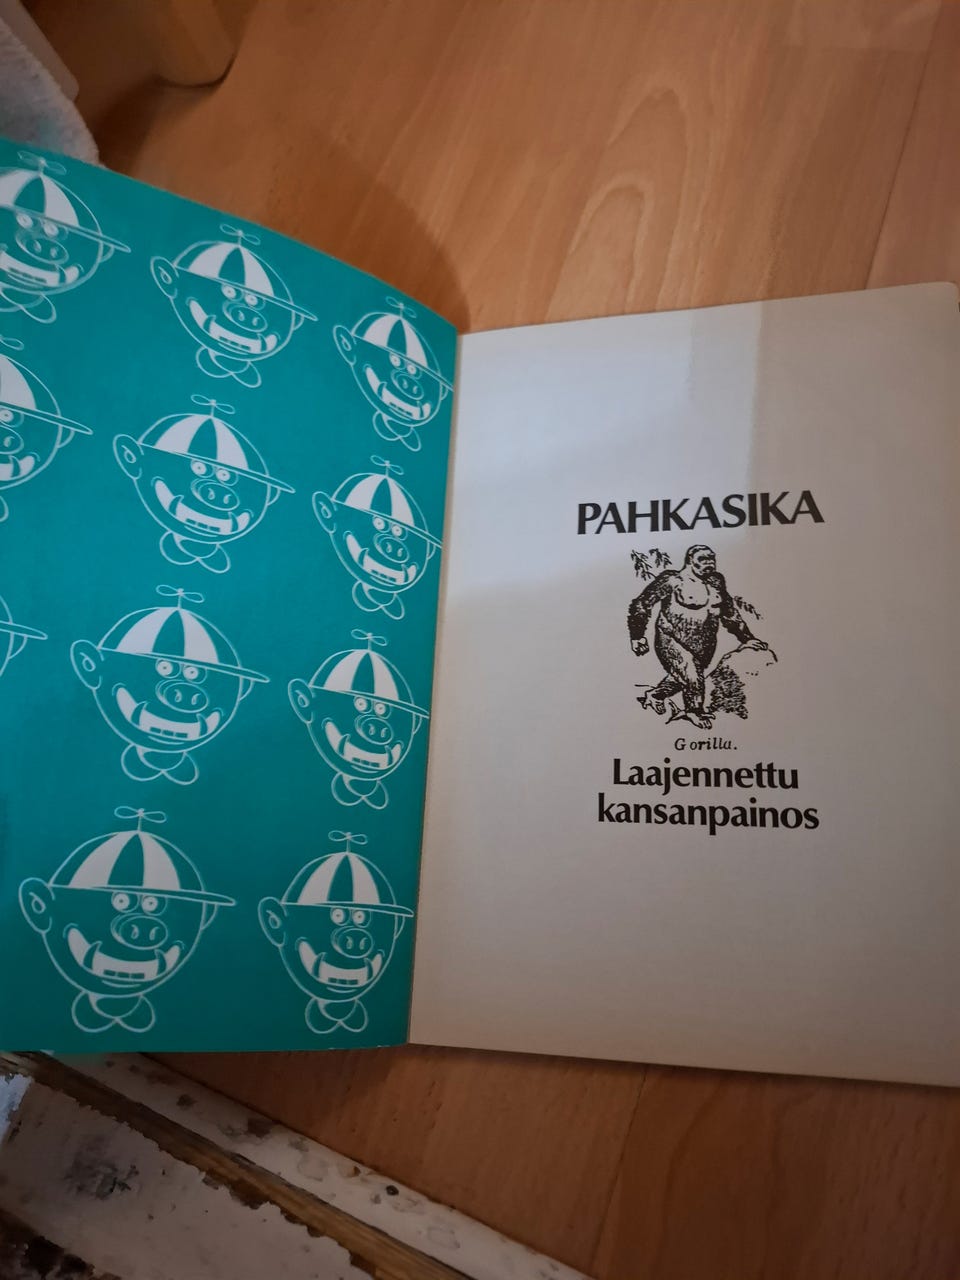 PAHKASIKA
Gorilla.
Laajennettu
kansanpainos